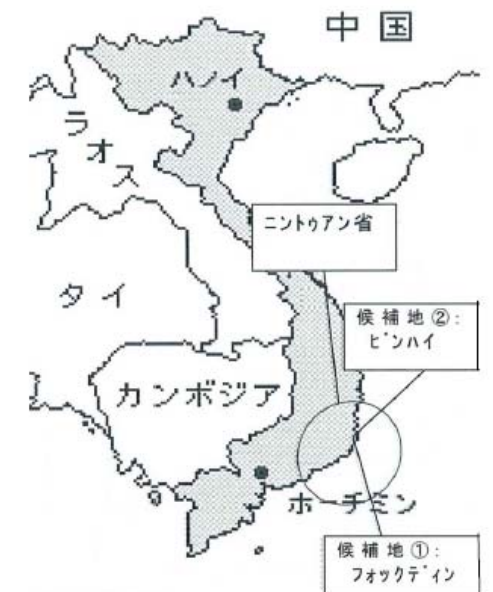 中国
ハノイ
ラオス
ニントゥアン省
タイ
候補地②:
ビンハイ
カンボジア
ホーチミン
候補地①:
フォックディン